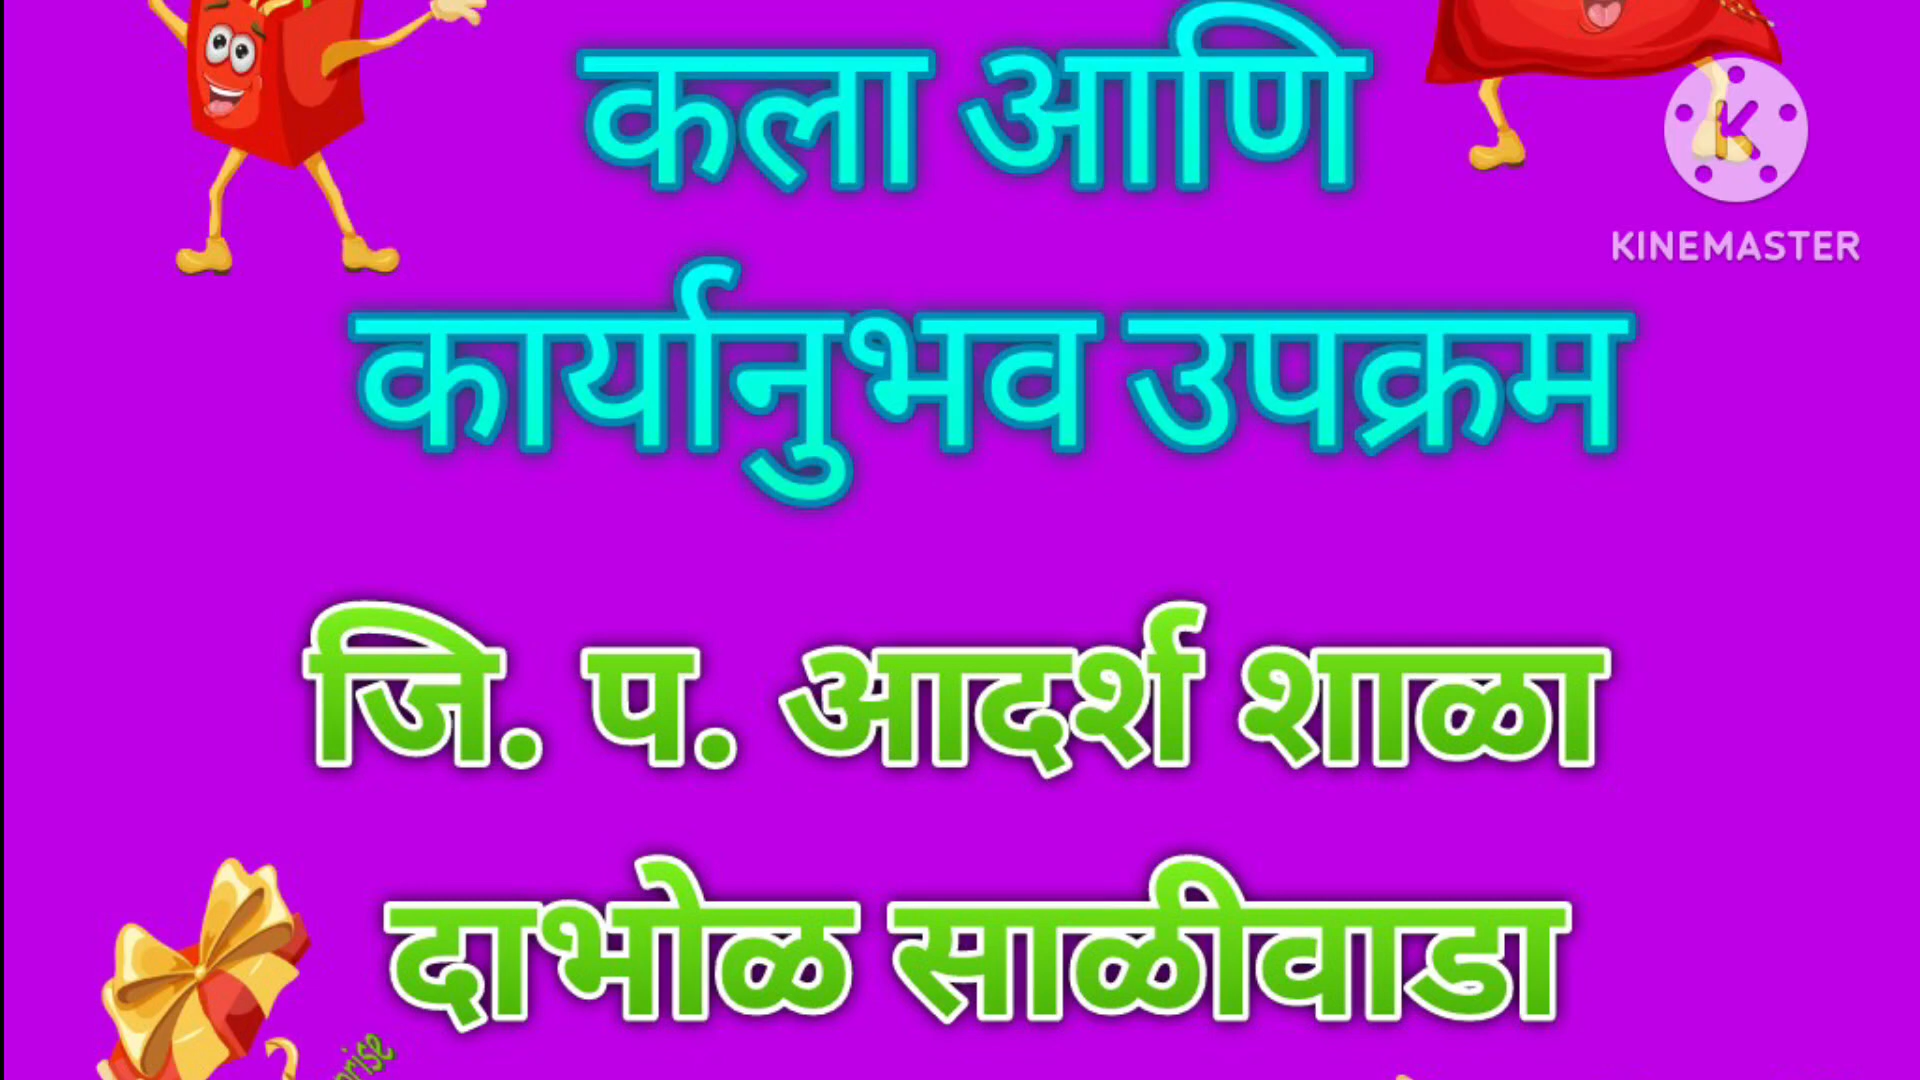 कला आणि
KINEMASTER
कार्यानुभव उपक्रम
जि. प. आदर्श शाळा
दाभोळ साळीवाडा